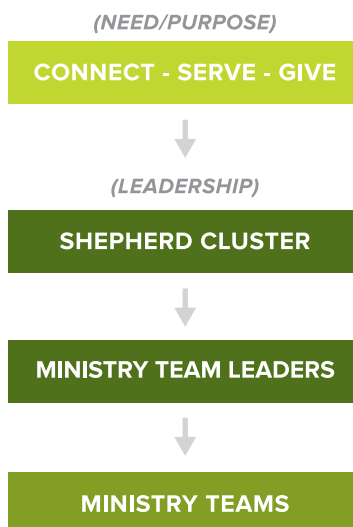 (NEED/PURPOSE)
CONNECT - SERVE - GIVE
(LEADERSHIP)
SHEPHERD CLUSTER
MINISTRY TEAM LEADERS
MINISTRY TEAMS